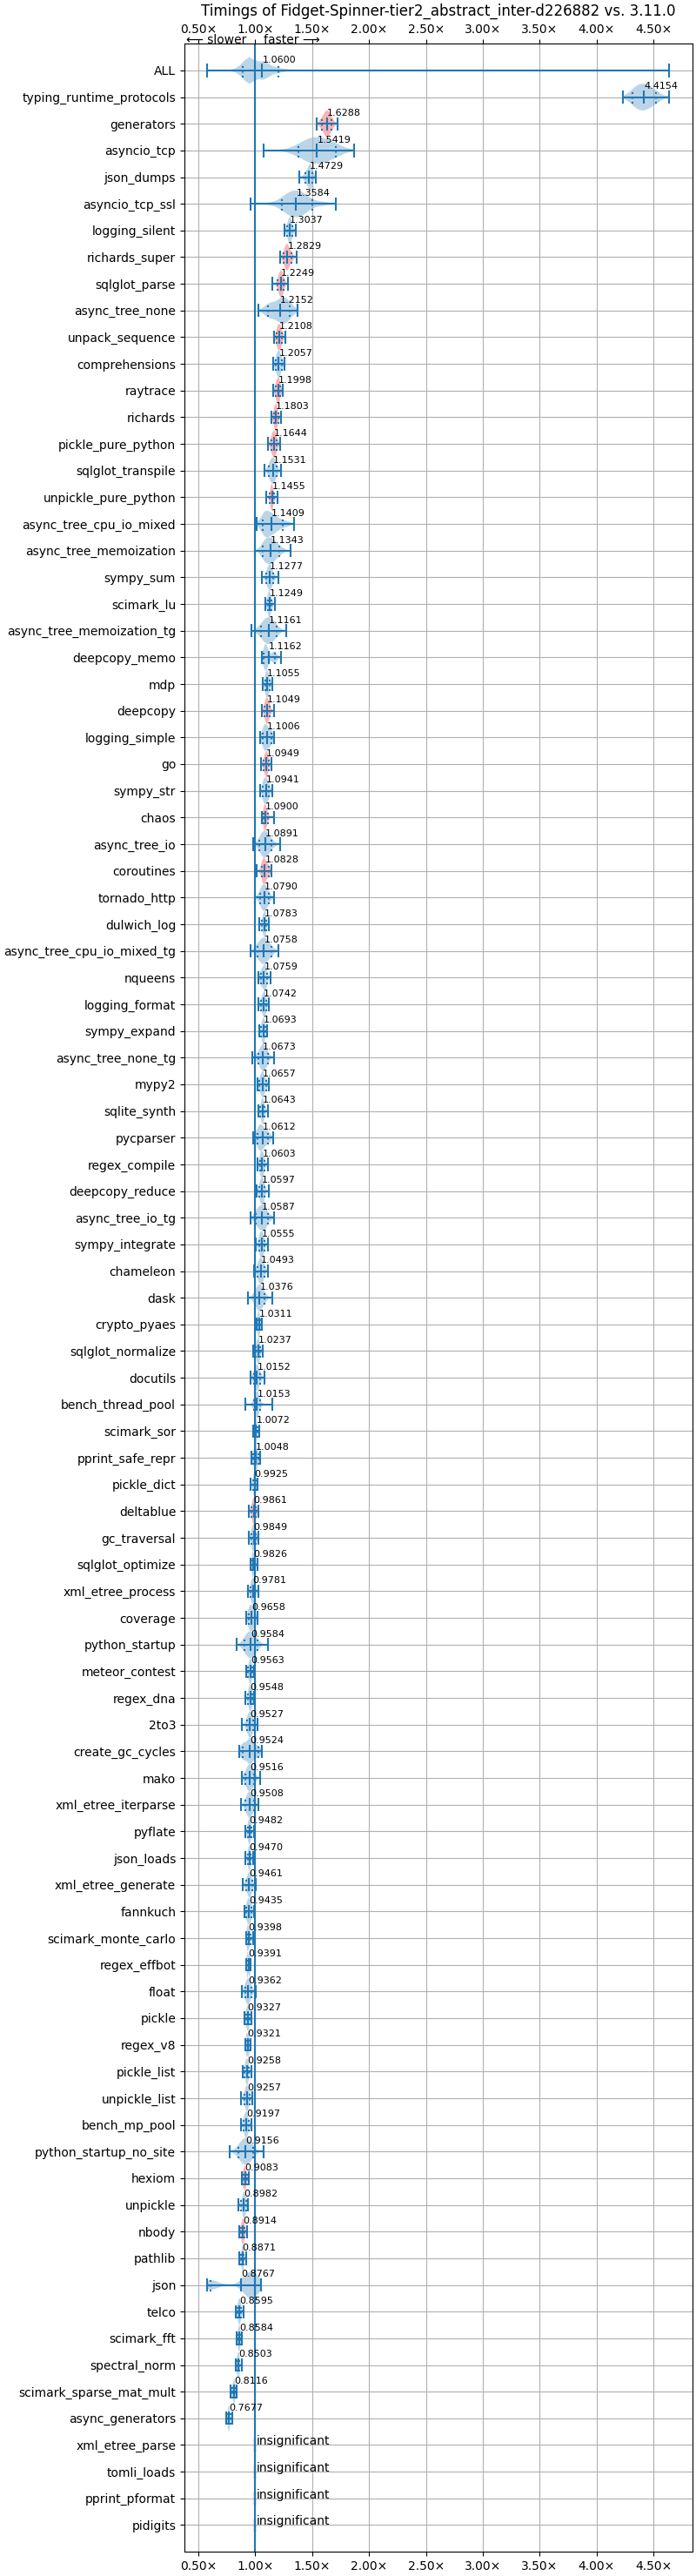 Timings of Fidget-Spinner-tier2_abstract_inter-d226882 vs. 3.11.0
0.50× 1.00× 1.50× 2.00× 2.50× 3.00× 3.50× 4.00× 4.50×
⟵ slower faster ⟶
ALL 1.0600
typing_runtime_protocols 4.4154
generators 1.6288
asyncio_tcp 1.5419
json_dumps 1.4729
asyncio_tcp_ssl 1.3584
logging_silent 1.3037
richards_super 1.2829
sqlglot_parse 1.2249
async_tree_none 1.2152
unpack_sequence 1.2108
comprehensions 1.2057
raytrace 1.1998
richards 1.1803
pickle_pure_python 1.1644
sqlglot_transpile 1.1531
unpickle_pure_python 1.1455
async_tree_cpu_io_mixed 1.1409
async_tree_memoization 1.1343
sympy_sum 1.1277
scimark_lu 1.1249
async_tree_memoization_tg 1.1161
deepcopy_memo 1.1162
mdp 1.1055
deepcopy 1.1049
logging_simple 1.1006
go 1.0949
sympy_str 1.0941
chaos 1.0900
async_tree_io 1.0891
coroutines 1.0828
tornado_http 1.0790
dulwich_log 1.0783
async_tree_cpu_io_mixed_tg 1.0758
nqueens 1.0759
logging_format 1.0742
sympy_expand 1.0693
async_tree_none_tg 1.0673
mypy2 1.0657
sqlite_synth 1.0643
pycparser 1.0612
regex_compile 1.0603
deepcopy_reduce 1.0597
async_tree_io_tg 1.0587
sympy_integrate 1.0555
chameleon 1.0493
dask 1.0376
crypto_pyaes 1.0311
sqlglot_normalize 1.0237
docutils 1.0152
bench_thread_pool 1.0153
scimark_sor 1.0072
pprint_safe_repr 1.0048
pickle_dict 0.9925
deltablue 0.9861
gc_traversal 0.9849
sqlglot_optimize 0.9826
xml_etree_process 0.9781
coverage 0.9658
python_startup 0.9584
meteor_contest 0.9563
regex_dna 0.9548
2to3 0.9527
create_gc_cycles 0.9524
mako 0.9516
xml_etree_iterparse 0.9508
pyflate 0.9482
json_loads 0.9470
xml_etree_generate 0.9461
fannkuch 0.9435
scimark_monte_carlo 0.9398
regex_effbot 0.9391
float 0.9362
pickle 0.9327
regex_v8 0.9321
pickle_list 0.9258
unpickle_list 0.9257
bench_mp_pool 0.9197
python_startup_no_site 0.9156
hexiom 0.9083
unpickle 0.8982
nbody 0.8914
pathlib 0.8871
json 0.8767
telco 0.8595
scimark_fft 0.8584
spectral_norm 0.8503
scimark_sparse_mat_mult 0.8116
async_generators 0.7677
xml_etree_parse insignificant
tomli_loads insignificant
pprint_pformat insignificant
pidigits insignificant
0.50× 1.00× 1.50× 2.00× 2.50× 3.00× 3.50× 4.00× 4.50×